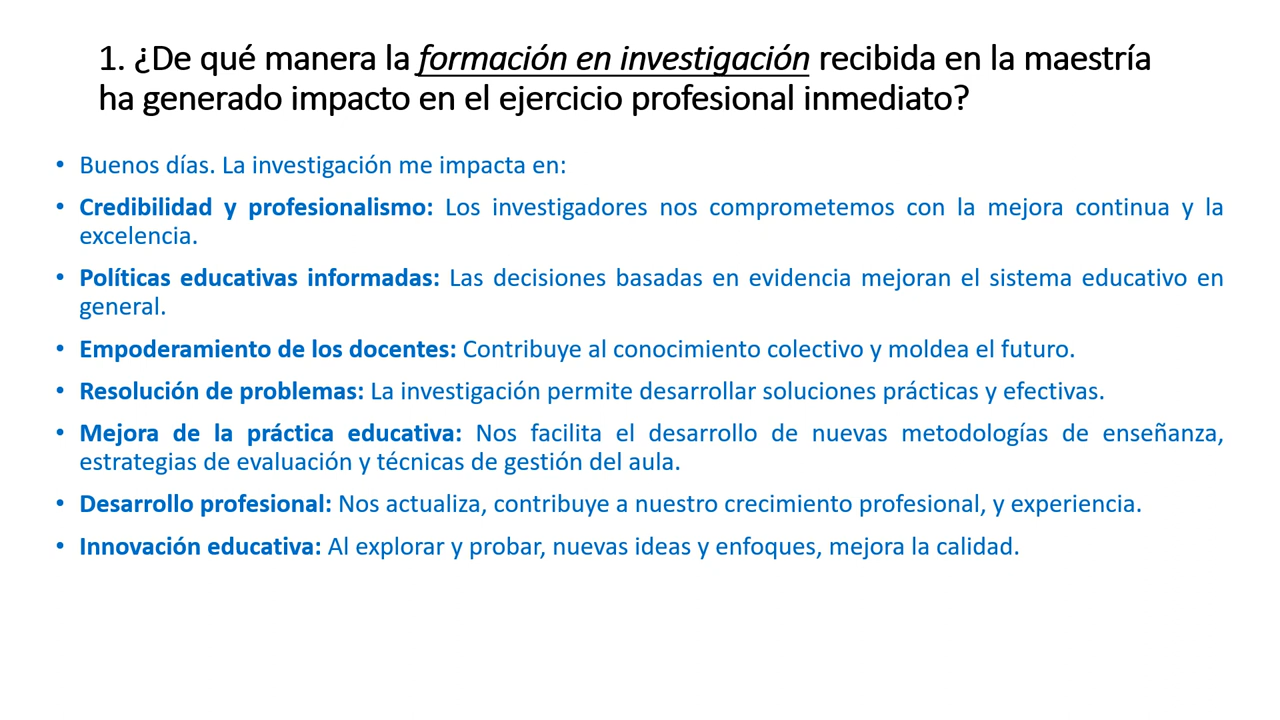 1. ¿De qué manera la formación en investigación recibida en la maestría
ha generado impacto en el ejercicio profesional inmediato?
• Buenos días. La investigación me impacta en:
• Credibilidad y profesionalismo: Los investigadores nos comprometemos con la mejora continua y la
excelencia.
• Políticas educativas informadas: Las decisiones basadas en evidencia mejoran el sistema educativo en
general.
• Empoderamiento de los docentes: Contribuye al conocimiento colectivo y moldea el futuro.
• Resolución de problemas: La investigación permite desarrollar soluciones prácticas y efectivas.
• Mejora de la práctica educativa: Nos facilita el desarrollo de nuevas metodologías de enseñanza,
estrategias de evaluación y técnicas de gestión del aula.
• Desarrollo profesional: Nos actualiza, contribuye a nuestro crecimiento profesional, y experiencia.
• Innovación educativa: Al explorar y probar, nuevas ideas y enfoques, mejora la calidad.